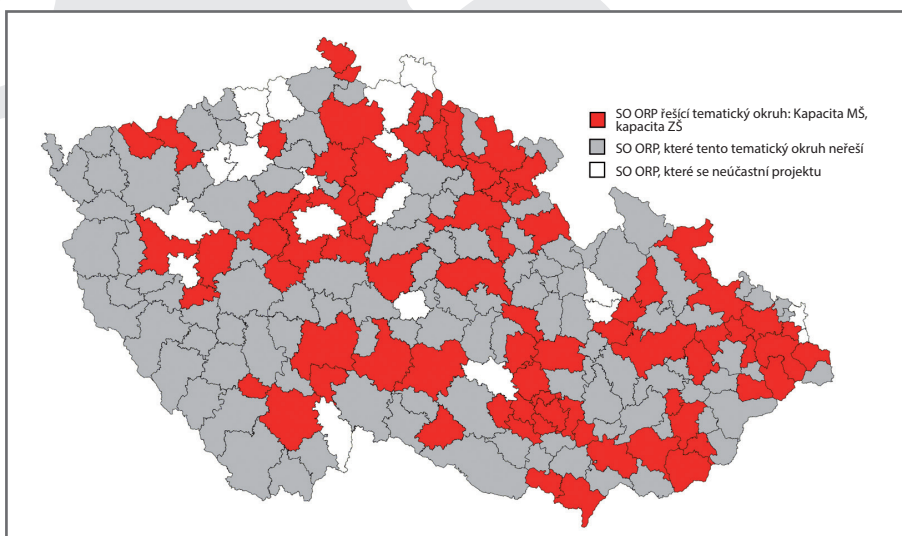 SO ORP řešící tematický okruh: Kapacita MŠ,
kapacita ZŠ
SO ORP, které tento tematický okruh neřeší
SO ORP, které se neúčastní projektu